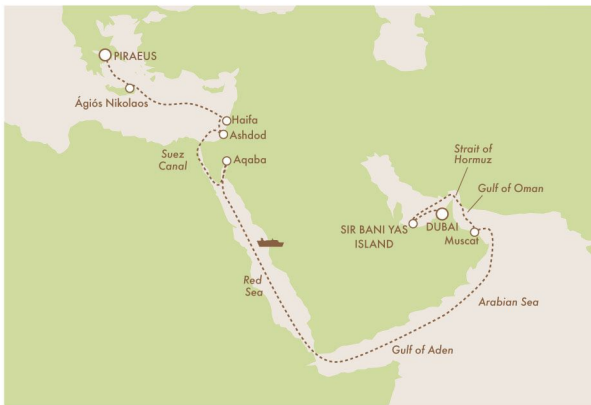 PIRAEUS
Ágiós Nikolaos
Haifa
Ashdod
Suez
Canal
Aqaba
Strait of
Hormuz
Gulf of Oman
SIR BANI YAS
ISLAND
DUBAI
Muscat
Red
Sea
Arabian Sea
Gulf of Aden